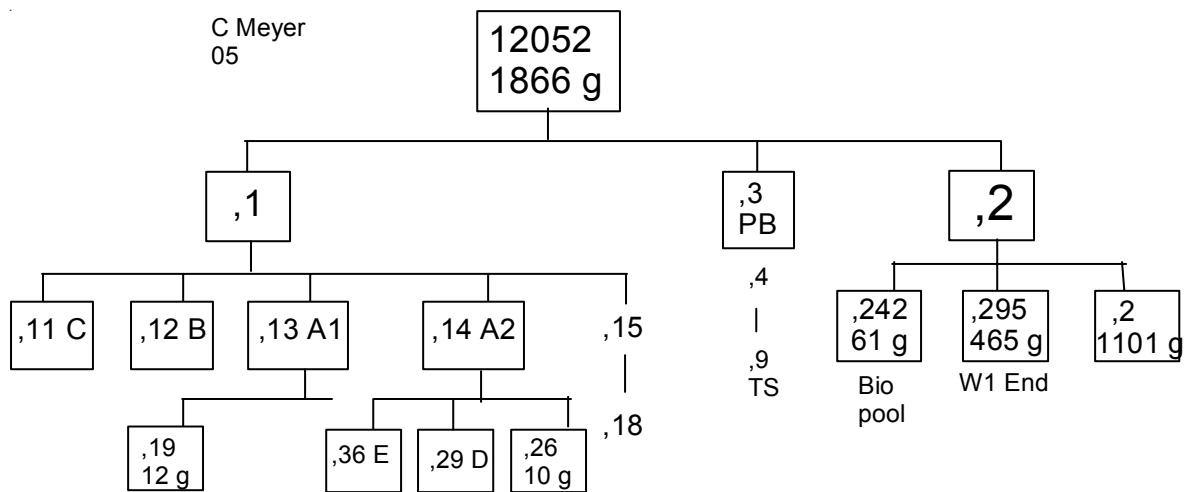 C Meyer
05
12052
1866 g
,1
,3
PB
,2
,4
|
,9
TS
,11 C
,12 B
,13 A1
,14 A2
,15
,18
,242
61 g
,295
465 g
,2
1101 g
Bio
pool
W1 End
,19
12 g
,36 E
,29 D
,26
10 g